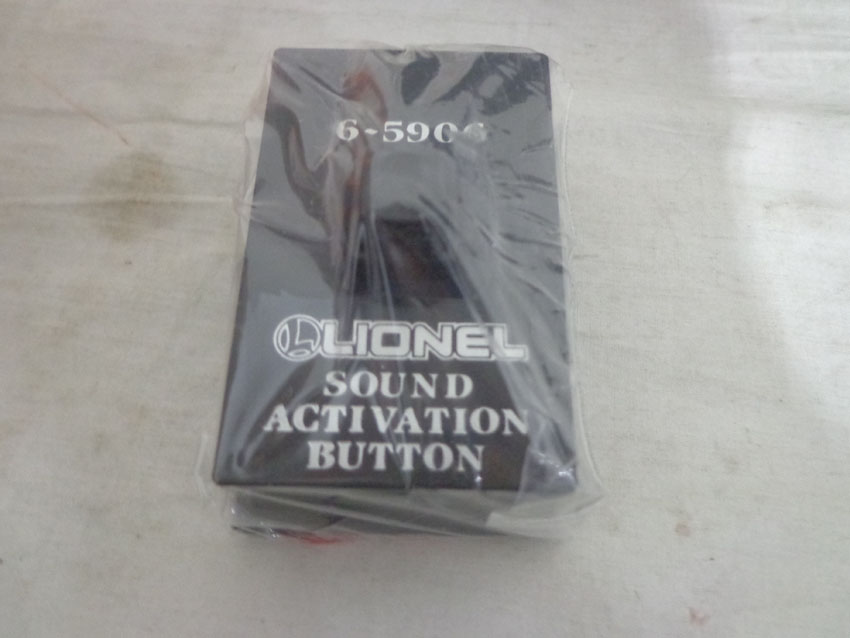 6-5906
LIONEL
SOUND
ACTIVATION
BUTTON